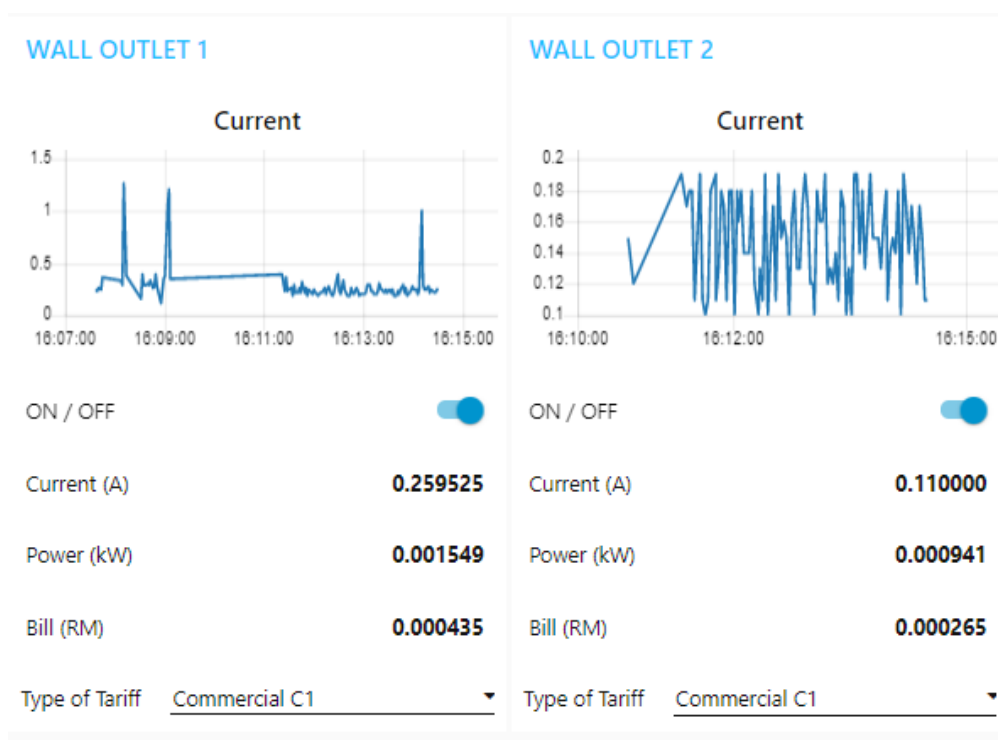 WALL OUTLET 1
Current
1.5
1
0.5
0
16:07:00 16:09:00 16:11:00 16:13:00 16:15:00
ON / OFF
Current (A) 0.259525
Power (kW) 0.001549
Bill (RM) 0.000435
Type of Tariff Commercial C1
WALL OUTLET 2
Current
0.2
0.18
0.16
0.14
0.12
0.1
16:10:00 16:12:00 16:15:00
ON / OFF
Current (A) 0.110000
Power (kW) 0.000941
Bill (RM) 0.000265
Type of Tariff Commercial C1